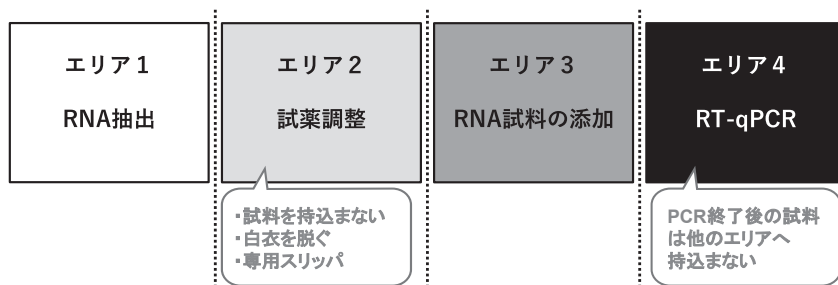 エリア1
RNA抽出
エリア2
試薬調整
エリア3
RNA試料の添加
エリア4
RT-qPCR
・試料を持込まない
・白衣を脱ぐ
・専用スリッパ
PCR終了後の試料
は他のエリアへ
持込まない